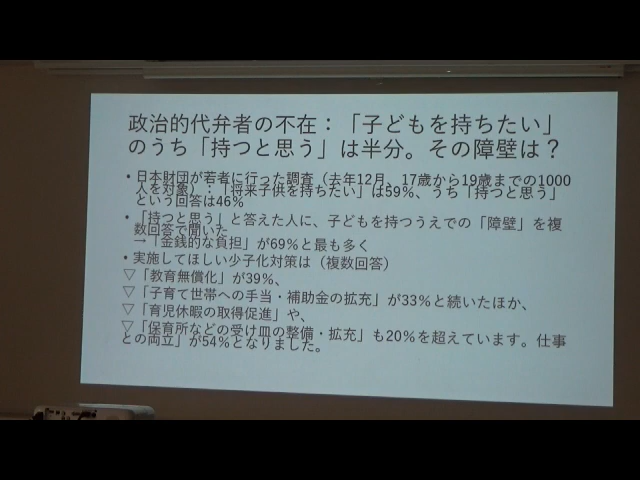 政治的代弁者の不在：「子どもを持ちたい」
のうち「持つと思う」は半分。その障壁は？
・日本財団が若者に行った調査（去年12月、17歳から19歳までの1000
人を対象）：「将来子供を持ちたい」は59%、うち「持つと思う」
という回答は46%
・「持つと思う」と答えた人に、子どもを持つうえでの「障壁」を複
数回答で聞いた
→「金銭的な負担」が69%と最も多く
・実施してほしい少子化対策は（複数回答）
▽「教育無償化」が39%、
▽「子育て世帯への手当・補助金の拡充」が33%と続いたほか、
▽「育児休暇の取得促進」や、
▽「保育所などの受け皿の整備・拡充」も20%を超えています。仕事
との両立」が54%となりました。